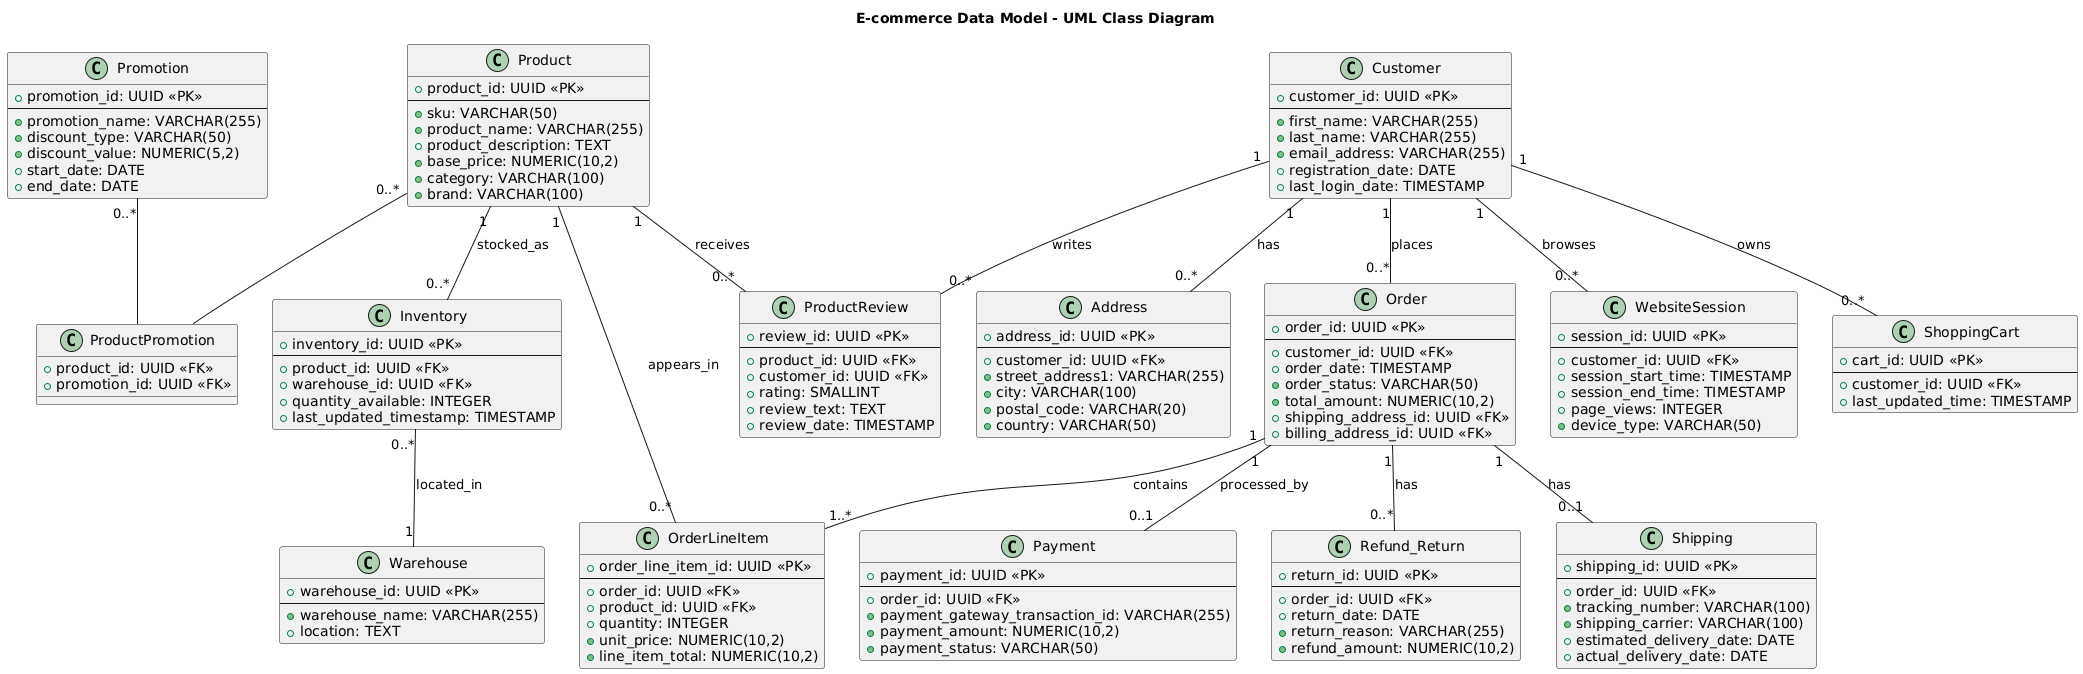 E-commerce Data Model - UML Class Diagram
C Promotion
promotion_id: UUID «PK»
promotion_name: VARCHAR(255)
discount_type: VARCHAR(50)
discount_value: NUMERIC(5,2)
start_date: DATE
end_date: DATE
C Product
product_id: UUID «PK»
sku: VARCHAR(50)
product_name: VARCHAR(255)
product_description: TEXT
base_price: NUMERIC(10,2)
category: VARCHAR(100)
brand: VARCHAR(100)
C Customer
customer_id: UUID «PK»
first_name: VARCHAR(255)
last_name: VARCHAR(255)
email_address: VARCHAR(255)
registration_date: DATE
last_login_date: TIMESTAMP
0..*
0..*
1
stocked_as
0..*
1
appears_in
0..*
1
receives
0..*
1
writes
0..*
1
has
0..*
1
places
0..*
1
browses
0..*
1
owns
0..*
C ProductPromotion
product_id: UUID «FK»
promotion_id: UUID «FK»
C Inventory
inventory_id: UUID «PK»
product_id: UUID «FK»
warehouse_id: UUID «FK»
quantity_available: INTEGER
last_updated_timestamp: TIMESTAMP
C ProductReview
review_id: UUID «PK»
product_id: UUID «FK»
customer_id: UUID «FK»
rating: SMALLINT
review_text: TEXT
review_date: TIMESTAMP
C Address
address_id: UUID «PK»
customer_id: UUID «FK»
street_address1: VARCHAR(255)
city: VARCHAR(100)
postal_code: VARCHAR(20)
country: VARCHAR(50)
C Order
order_id: UUID «PK»
customer_id: UUID «FK»
order_date: TIMESTAMP
order_status: VARCHAR(50)
total_amount: NUMERIC(10,2)
shipping_address_id: UUID «FK»
billing_address_id: UUID «FK»
C WebsiteSession
session_id: UUID «PK»
customer_id: UUID «FK»
session_start_time: TIMESTAMP
session_end_time: TIMESTAMP
page_views: INTEGER
device_type: VARCHAR(50)
C ShoppingCart
cart_id: UUID «PK»
customer_id: UUID «FK»
last_updated_time: TIMESTAMP
0..*
located_in
1
1
contains
1..*
1
processed_by
0..1
1
has
0..*
1
has
0..1
C Warehouse
warehouse_id: UUID «PK»
warehouse_name: VARCHAR(255)
location: TEXT
C OrderLineItem
order_line_item_id: UUID «PK»
order_id: UUID «FK»
product_id: UUID «FK»
quantity: INTEGER
unit_price: NUMERIC(10,2)
line_item_total: NUMERIC(10,2)
C Payment
payment_id: UUID «PK»
order_id: UUID «FK»
payment_gateway_transaction_id: VARCHAR(255)
payment_amount: NUMERIC(10,2)
payment_status: VARCHAR(50)
C Refund_Return
return_id: UUID «PK»
order_id: UUID «FK»
return_date: DATE
return_reason: VARCHAR(255)
refund_amount: NUMERIC(10,2)
C Shipping
shipping_id: UUID «PK»
order_id: UUID «FK»
tracking_number: VARCHAR(100)
shipping_carrier: VARCHAR(100)
estimated_delivery_date: DATE
actual_delivery_date: DATE